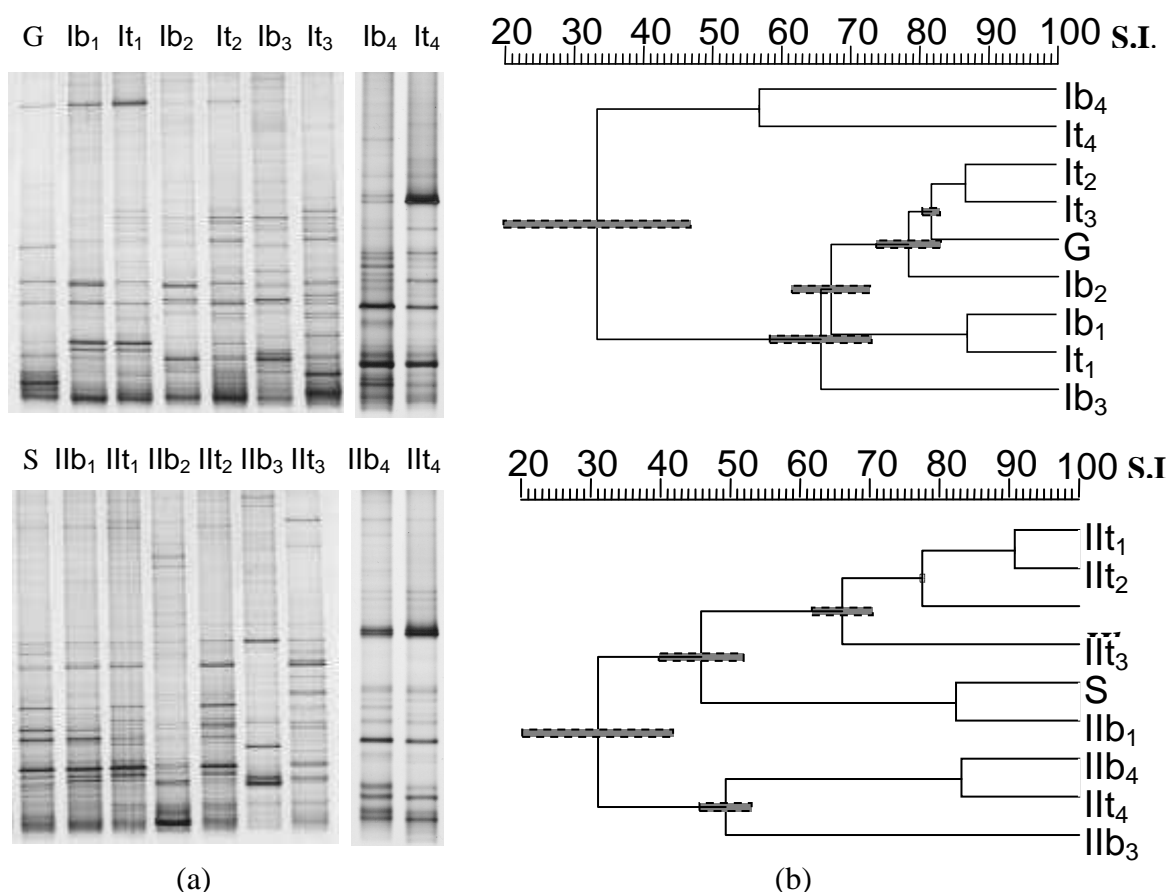 G Ib₁ It₁ Ib₂ It₂ Ib₃ It₃ Ib₄ It₄
20 30 40 50 60 70 80 90 100 S.I.
Ib₄
It₄
It₂
It₃
G
Ib₂
Ib₁
It₁
Ib₃
S IIb₁ IIt₁ IIb₂ IIt₂ IIb₃ IIt₃ IIb₄ IIt₄
20 30 40 50 60 70 80 90 100 S.I
IIt₁
IIt₂
IIt₃
S
IIb₁
IIb₄
IIt₄
IIb₃
(a) (b)